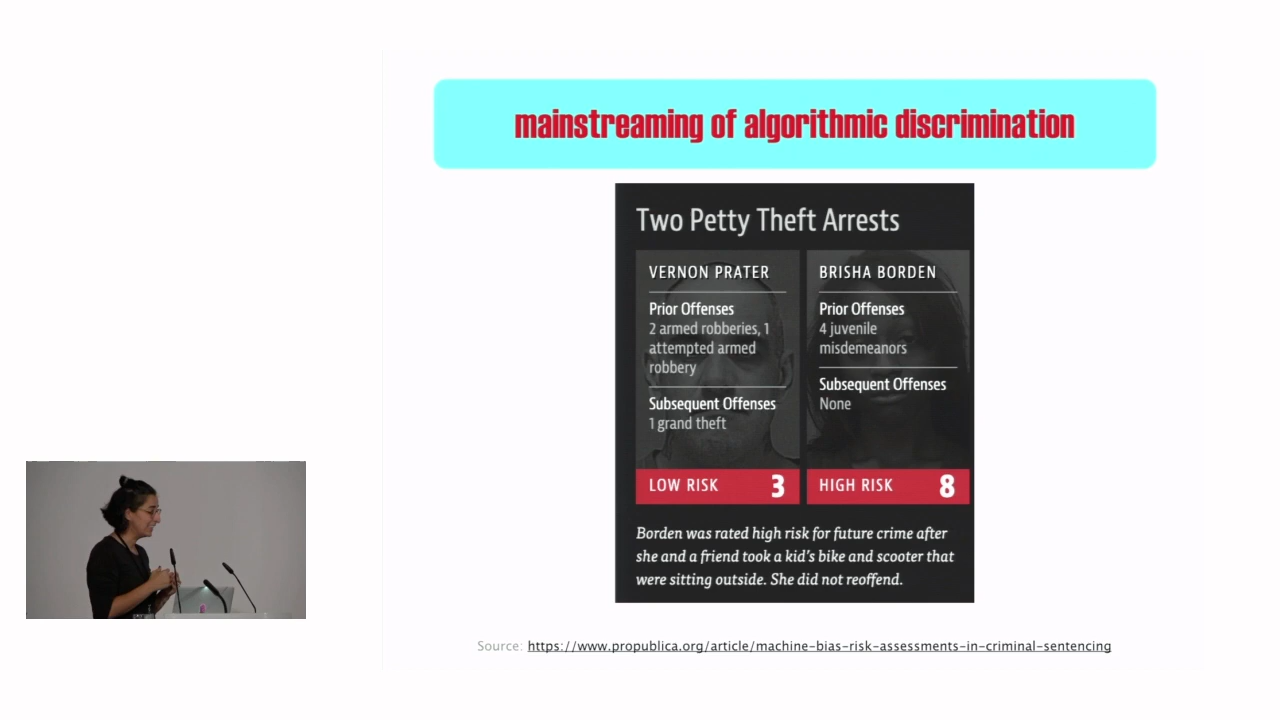 mainstreaming of algorithmic discrimination
Two Petty Theft Arrests
VERNON PRATER
Prior Offenses
2 armed robberies, 1
attempted armed
robbery
Subsequent Offenses
1 grand theft
LOW RISK 3
BRISHA BORDEN
Prior Offenses
4 juvenile
misdemeanors
Subsequent Offenses
None
HIGH RISK 8
Borden was rated high risk for future crime after
she and a friend took a kid's bike and scooter that
were sitting outside. She did not reoffend.
Source: https://www.propublica.org/article/machine-bias-risk-assessments-in-criminal-sentencing